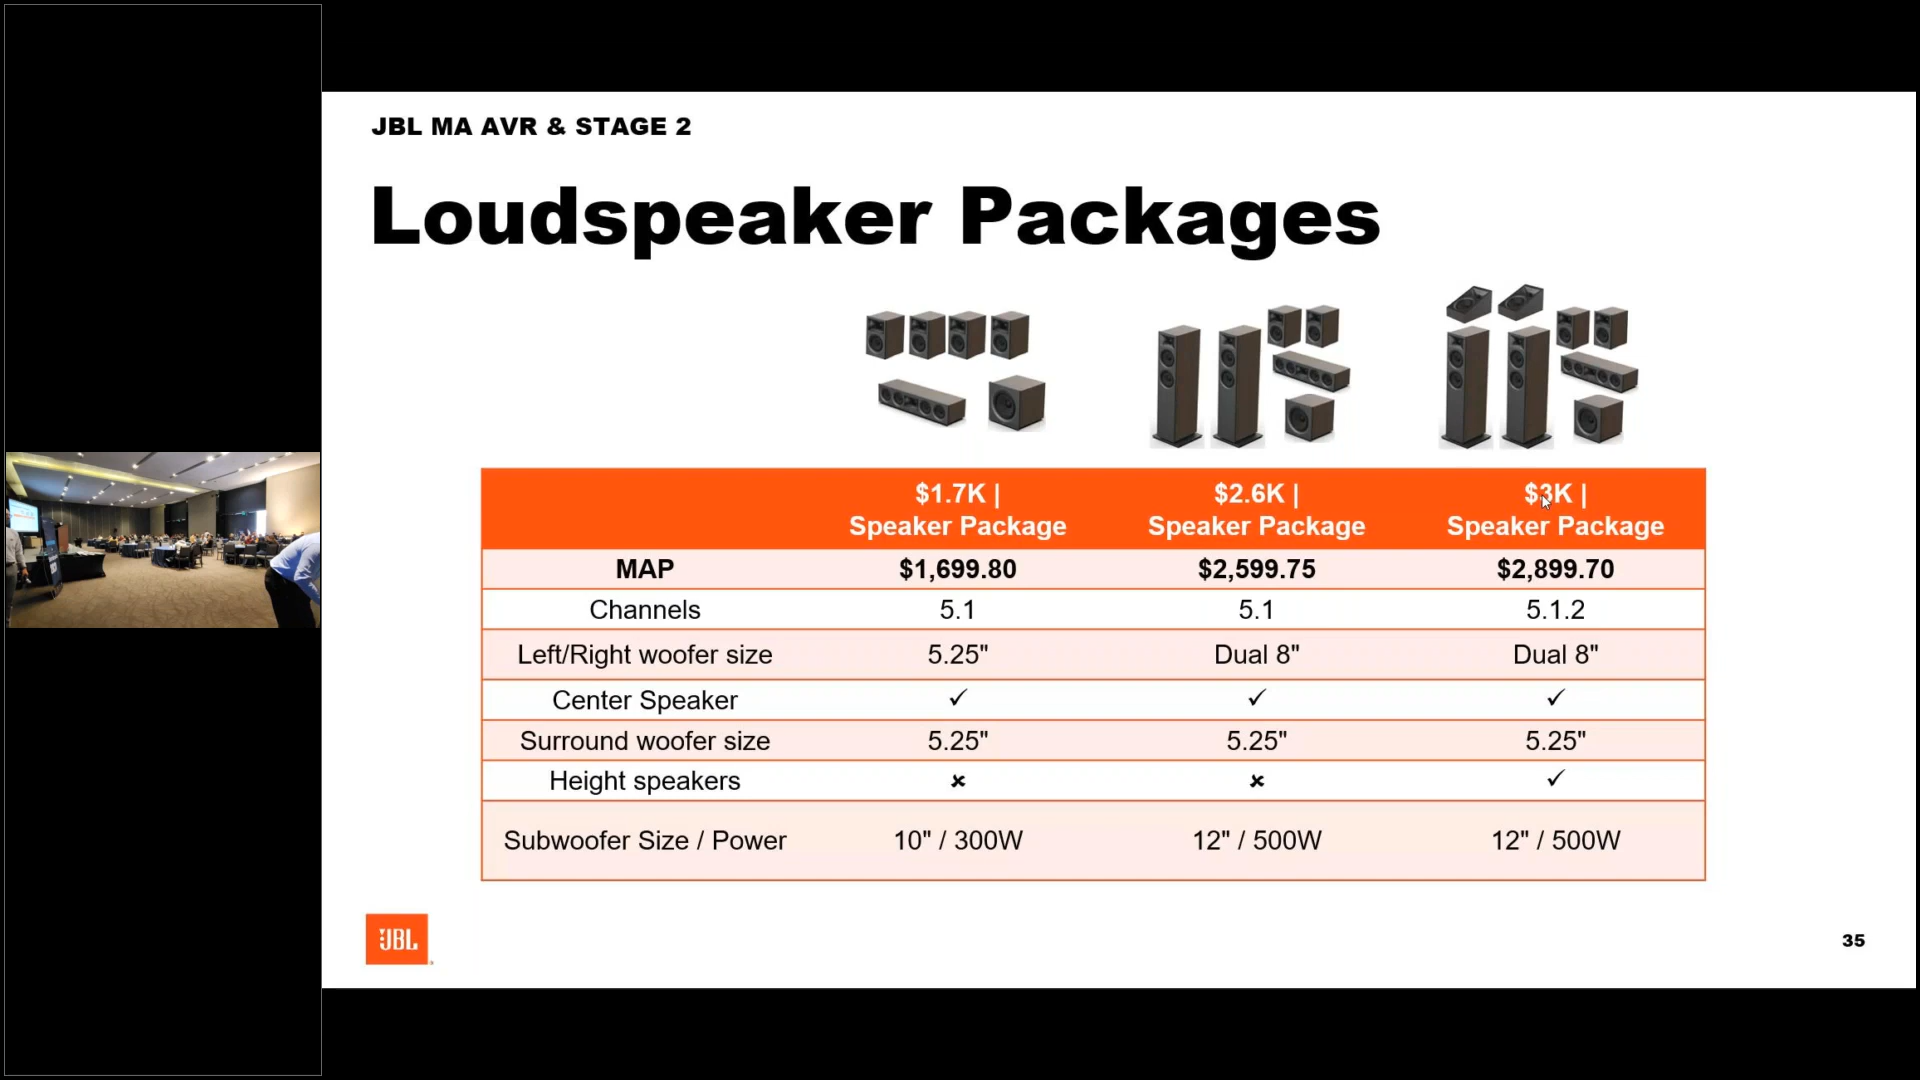 JBL MA AVR & STAGE 2
Loudspeaker Packages
$1.7K | Speaker Package $2.6K | Speaker Package $3K | Speaker Package
MAP $1,699.80 $2,599.75 $2,899.70
Channels 5.1 5.1 5.1.2
Left/Right woofer size 5.25" Dual 8" Dual 8"
Center Speaker ✓ ✓ ✓
Surround woofer size 5.25" 5.25" 5.25"
Height speakers × × ✓
Subwoofer Size / Power 10" / 300W 12" / 500W 12" / 500W
JBL
35